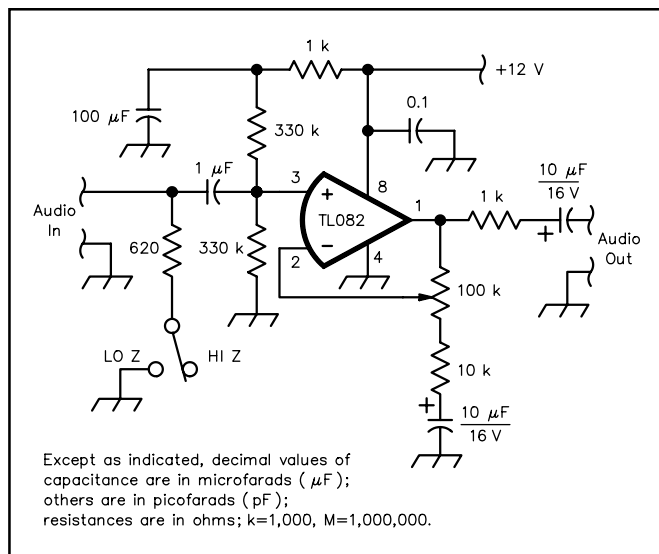 1 k
+12 V
100 μF
330 k
0.1
1 μF
3
+
8
TL082
1
1 k
10 μF
16 V
+
Audio
In
620
330 k
2
−
4
Audio
Out
100 k
LO Z
HI Z
10 k
+
10 μF
16 V
Except as indicated, decimal values of
capacitance are in microfarads ( μF);
others are in picofarads ( pF);
resistances are in ohms; k=1,000, M=1,000,000.